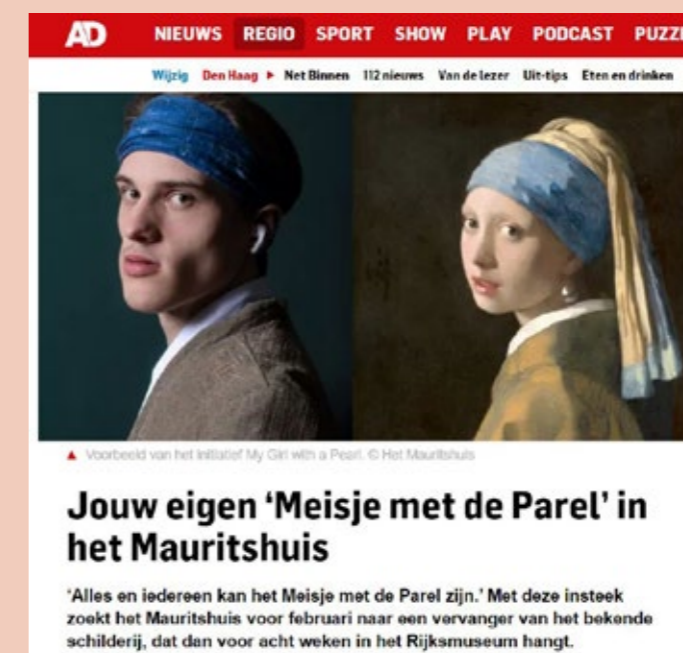 AD NIEUWS REGIO SPORT SHOW PLAY PODCAST PUZZ
Wijzig Den Haag ▸ Net Binnen 112 nieuws Van de lezer Uit-tips Eten en drinken
▲ Voorbeeld van het initiatief My Girl with a Pearl. © Het Mauritshuis
Jouw eigen ‘Meisje met de Parel’ in
het Mauritshuis
‘Alles en iedereen kan het Meisje met de Parel zijn.’ Met deze insteek
zoekt het Mauritshuis voor februari naar een vervanger van het bekende
schilderij, dat dan voor acht weken in het Rijksmuseum hangt.